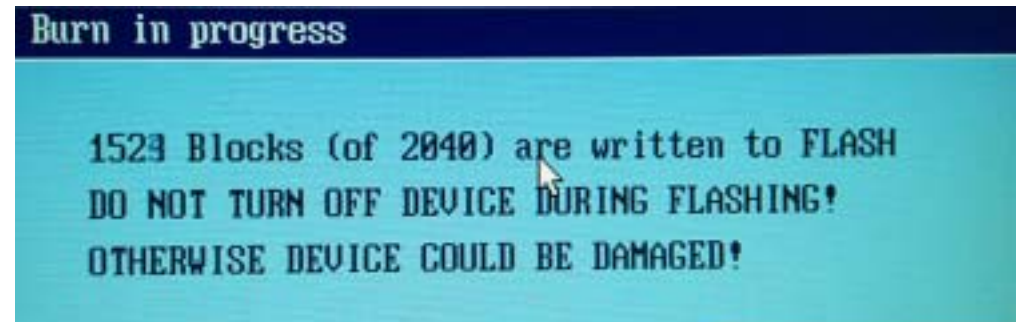 Burn in progress
1523 Blocks (of 2040) are written to FLASH
DO NOT TURN OFF DEVICE DURING FLASHING!
OTHERWISE DEVICE COULD BE DAMAGED!